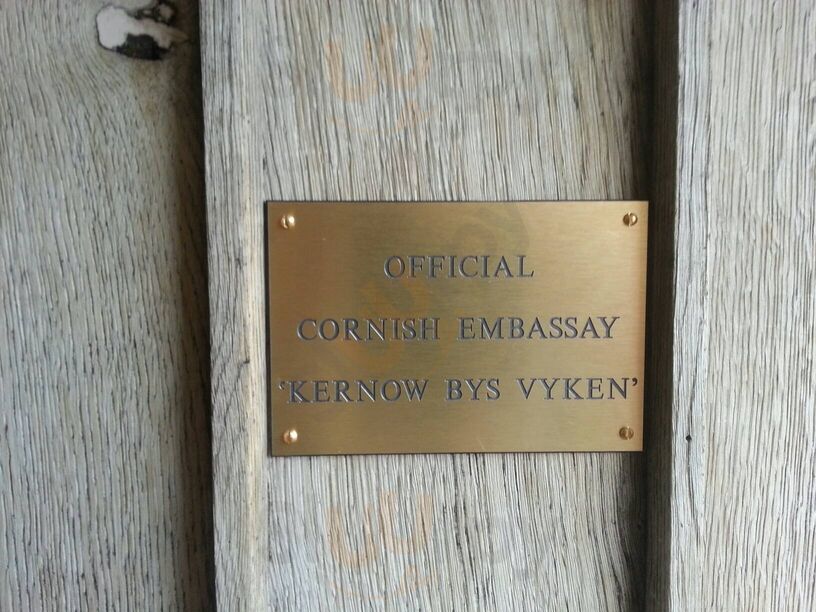 OFFICIAL
CORNISH EMBASSAY
‘KERNOW BYS VYKEN’